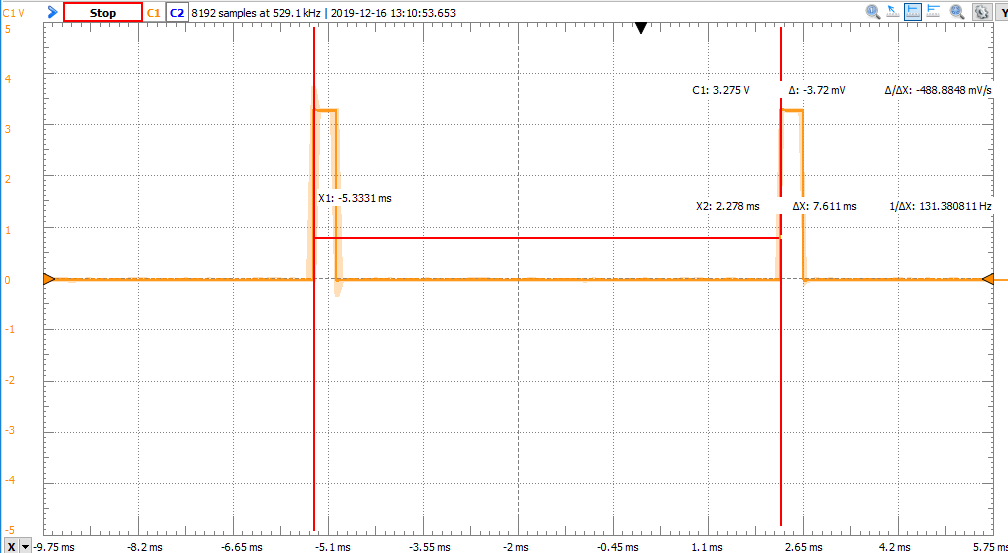 C1 V Stop C1 C2 8192 samples at 529.1 kHz | 2019-12-16 13:10:53.653 Y
5
4
C1: 3.275 V Δ: -3.72 mV Δ/ΔX: -488.8848 mV/s
3
2
X1: -5.3331 ms
X2: 2.278 ms ΔX: 7.611 ms 1/ΔX: 131.380811 Hz
1
0
-1
-2
-3
-4
-5
X -9.75 ms -8.2 ms -6.65 ms -5.1 ms -3.55 ms -2 ms -0.45 ms 1.1 ms 2.65 ms 4.2 ms 5.75 ms